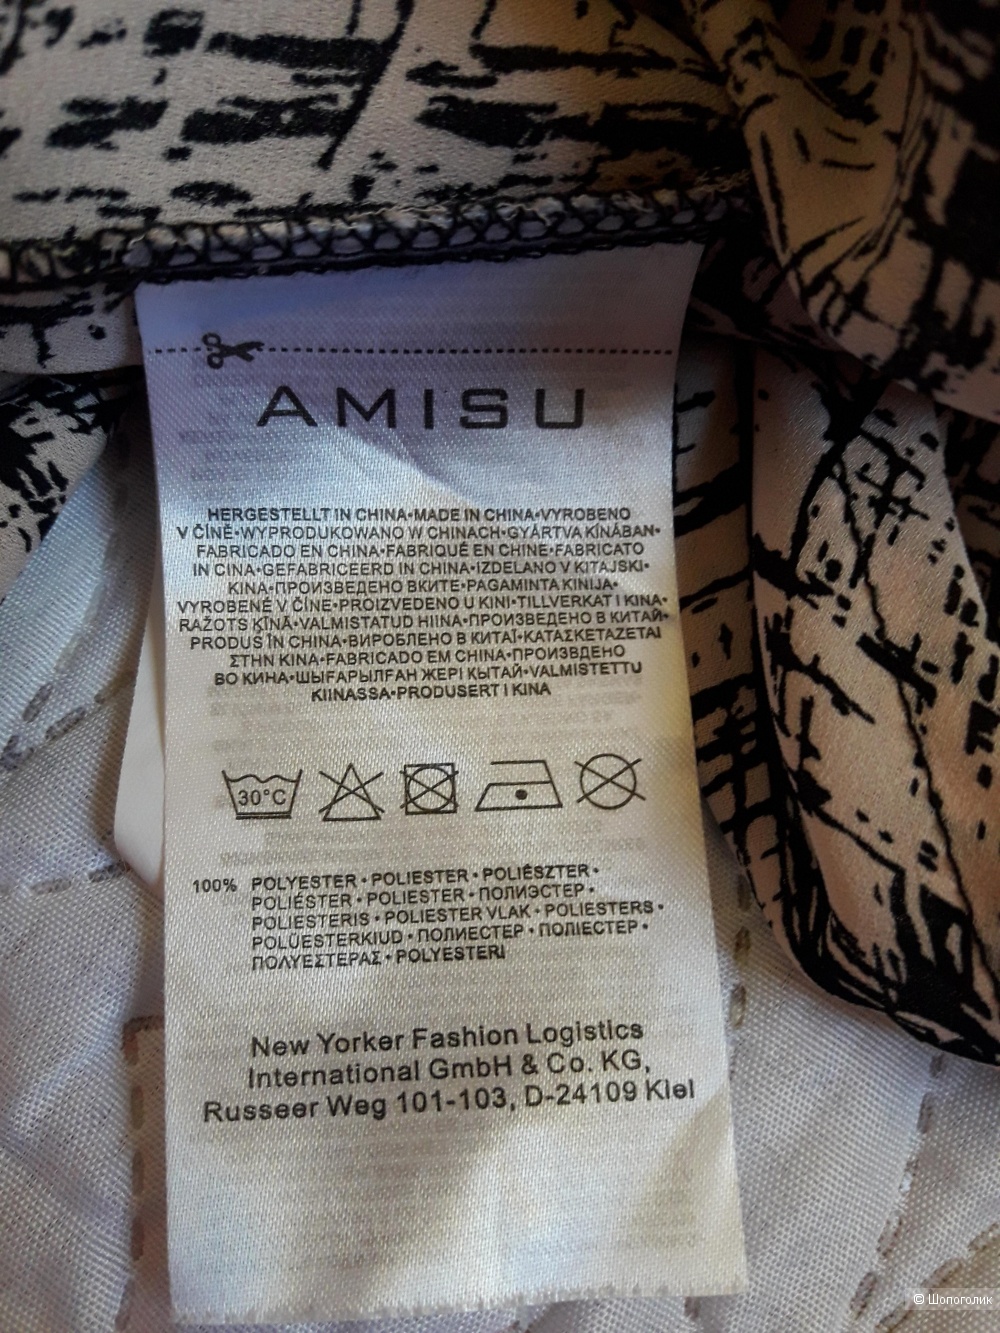 AMISU
HERGESTELLT IN CHINA•MADE IN CHINA•VYROBENO
V ČÍNĚ•WYPRODUKOWANO W CHINACH•GYÁRTVA KÍNÁBAN•
FABRICADO EN CHINA•FABRIQUÉ EN CHINE•FABRICATO
IN CINA•GEFABRICEERD IN CHINA•IZDELANO V KITAJSKI•
KINA•ПРОИЗВЕДЕНО ВКИТЕ•PAGAMINTA KINIJA•
VYROBENÉ V ČÍNE•PROIZVEDENO U KINI•TILLVERKAT I KINA•
RAŽOTS ĶĪNĀ•VALMISTATUD HIINA•ПРОИЗВЕДЕНО В КИТАЙ•
PRODUS ÎN CHINA•ВИРОБЛЕНО В КИТАЇ•ΚΑΤΑΣΚΕΤΑΖΕΤΑΙ
ΣΤΗΝ ΚΙΝΑ•FABRICADO EM CHINA•ПРОИЗВДЕНО
ВО КИНА•ШЫҒАРЫЛҒАН ЖЕРІ ҚЫТАЙ•VALMISTETTU
KIINASSA•PRODUSERT I KINA
30°C
100% POLYESTER • POLIESTER • POLIÉSZTER •
POLIÉSTER • POLIESTER • ПОЛИЭСТЕР •
POLIESTERIS • POLIESTER VLAK • POLIESTERS •
POLÜESTERKIUD • ПОЛИЕСТЕР • ПОЛІЕСТЕР •
ΠΟΛΥΕΣΤΕΡΑΣ • POLYESTERI
New Yorker Fashion Logistics
International GmbH & Co. KG,
Russeer Weg 101-103, D-24109 Kiel
© Шопоголик